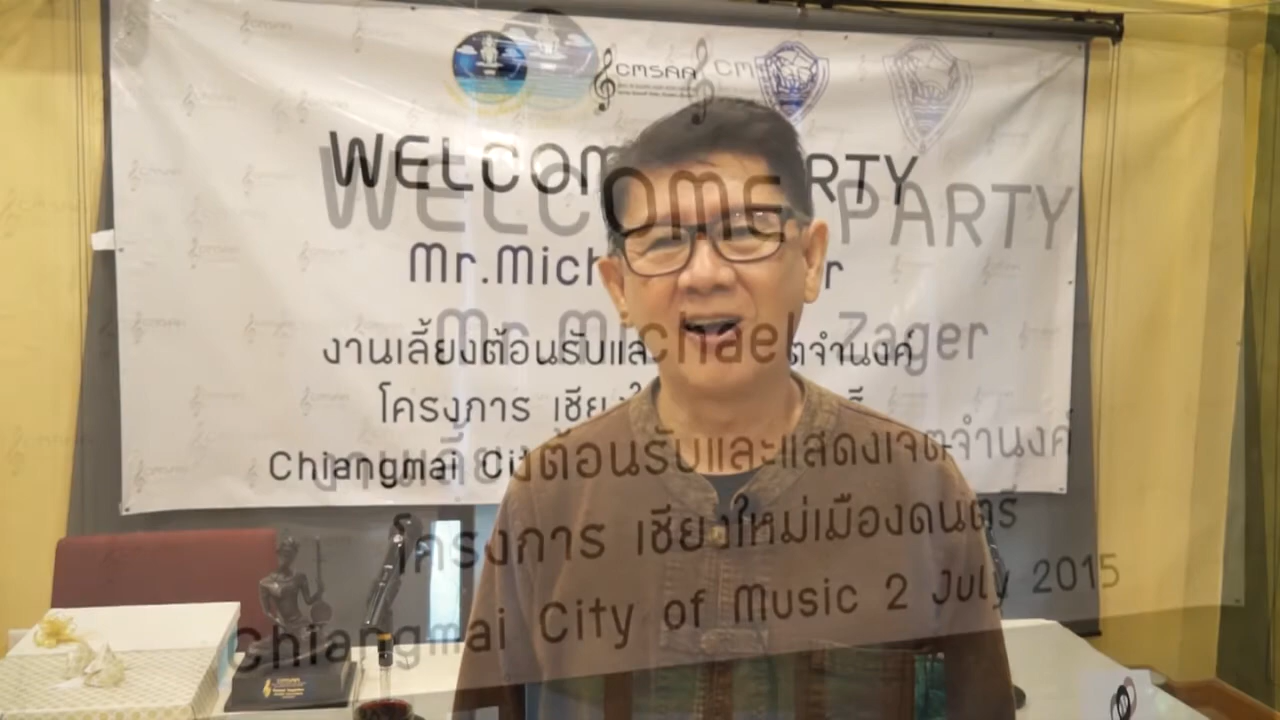 CMSAA
WELCOME PARTY
Mr.Michael Zager
งานเลี้ยงต้อนรับและแสดงเจตจำนงค์
โครงการ เชียงใหม่เมืองดนตรี
Chiangmai City of Music 2 July 2015